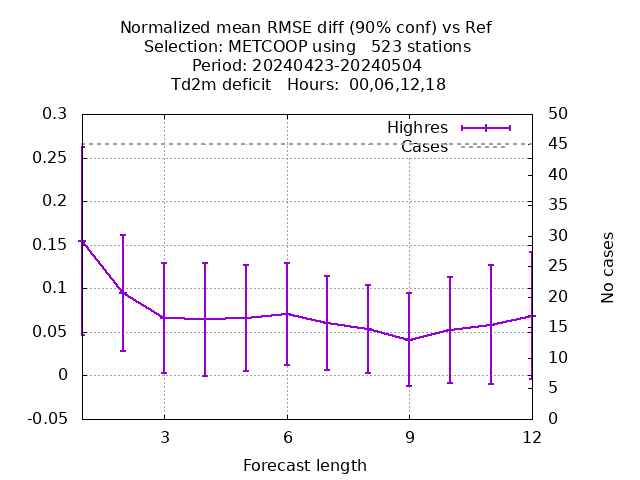 Normalized mean RMSE diff (90% conf) vs Ref
Selection: METCOOP using   523 stations
Period: 20240423-20240504
Td2m deficit   Hours:  00,06,12,18
Highres
Cases
0.3
0.25
0.2
0.15
0.1
0.05
0
-0.05
50
45
40
35
30
25
20
15
10
5
0
No cases
3
6
9
12
Forecast length